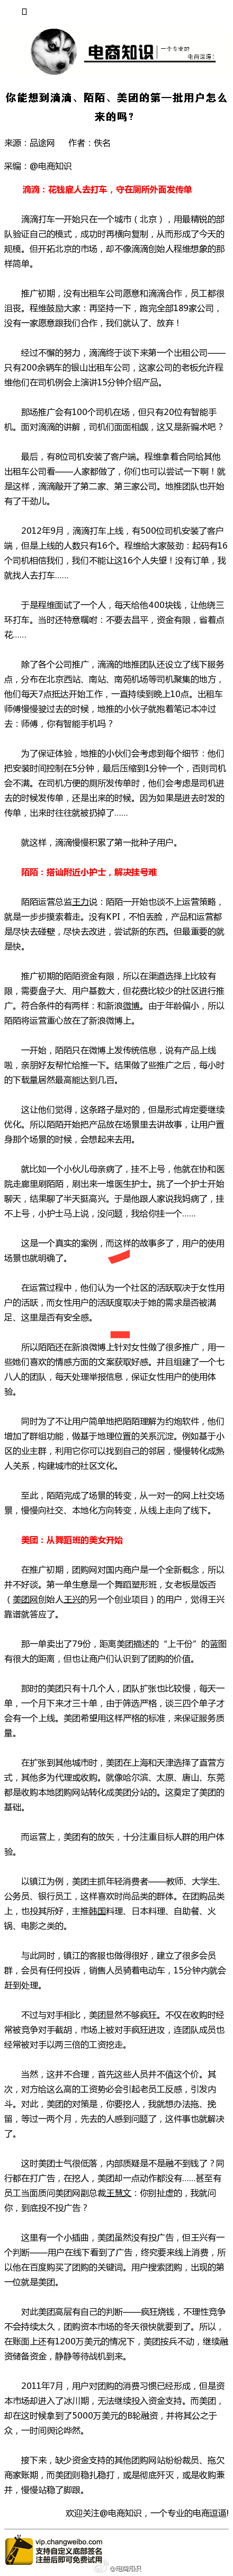 电商知识
一个专业的
电商逗逼!
你能想到滴滴、陌陌、美团的第一批用户怎么
来的吗?
来源：品途网 作者：佚名
采编：@电商知识
滴滴：花钱雇人去打车，守在厕所外面发传单
滴滴打车一开始只在一个城市（北京），用最精锐的部
队验证自己的模式，成功后再横向复制，从而形成了今天的
规模。但开拓北京的市场，却不像滴滴创始人程维想象的那
样简单。
推广初期，没有出租车公司愿意和滴滴合作，员工都很
沮丧。程维鼓励大家：再坚持一下，跑完全部189家公司，
没有一家愿意跟我们合作，我们就认了、放弃！
经过不懈的努力，滴滴终于谈下来第一个出租公司——
只有200余辆车的银山出租车公司，这家公司的老板允许程
维他们在司机例会上演讲15分钟介绍产品。
那场推广会有100个司机在场，但只有20位有智能手
机。面对滴滴的讲解，司机们面面相觑，这又是新骗术吧？
最后，有8位司机安装了客户端。程维拿着合同给其他
出租车公司看——人家都做了，你们也可以尝试一下啊！就
是这样，滴滴敲开了第二家、第三家公司。地推团队也开始
有了干劲儿。
2012年9月，滴滴打车上线，有500位司机安装了客户
端，但是上线的人数只有16个。程维给大家鼓劲：起码有16
个司机相信我们，我们不能让这16个人失望！没有订单，我
就找人去打车……
于是程维面试了一个人，每天给他400块钱，让他绕三
环打车。当时还特意嘱咐：不要去昌平，资金有限，省着点
花……
除了各个公司推广，滴滴的地推团队还设立了线下服务
点，分布在北京西站、南站、南苑机场等司机聚集的地方，
他们每天7点抵达开始工作，一直持续到晚上10点。出租车
师傅慢慢驶过去的时候，地推的小伙子就抱着笔记本冲过
去：师傅，你有智能手机吗？
为了保证体验，地推的小伙们会考虑到每个细节：他们
把安装时间控制在5分钟，最后压缩到1分钟一个，否则司机
会不满。在司机方便的厕所发传单时，他们会考虑是司机进
去的时候发传单，还是出来的时候。因为如果是进去时发的
传单，出来时往往就被扔掉了……
就这样，滴滴慢慢积累了第一批种子用户。
陌陌：搭讪附近小护士，解决挂号难
陌陌运营总监王力说：陌陌一开始也谈不上运营策略，
就是一步步摸索着走。没有KPI，不怕丢脸，产品和运营都
是尽快去碰壁，尽快去改进，尝试新的东西。但最重要的就
是快。
推广初期的陌陌资金有限，所以在渠道选择上比较有
限，需要盘子大、用户基数大，但花费比较少的社区进行推
广。符合条件的有两样：和新浪微博。由于年龄偏小，所以
陌陌将运营重心放在了新浪微博上。
一开始，陌陌只在微博上发传统信息，说有产品上线
啦，亲朋好友帮忙给推一下。结果做了些推广之后，每小时
的下载量居然最高能达到几百。
这让他们觉得，这条路子是对的，但是形式肯定要继续
优化。所以陌陌开始把产品放在场景里去讲故事，让用户置
身那个场景的时候，会想起来去用。
就比如一个小伙儿母亲病了，挂不上号，他就在协和医
院走廊里刷陌陌，刷出来一堆医生护士。挑了一个护士开始
聊天，结果聊了半天挺高兴。于是他跟人家说我妈病了，挂
不上号，小护士马上说，没问题，我给你挂一个……
这是一个真实的案例，而这样的故事多了，用户的使用
场景也就明确了。
在运营过程中，他们认为一个社区的活跃取决于女性用
户的活跃，而女性用户的活跃度取决于她的需求是否被满
足、这里是否有安全感。
所以陌陌还在新浪微博上针对女性做了很多推广，用一
些她们喜欢的情感方面的文案获取好感。并且组建了一个七
八人的团队，每天处理举报信息，保证女性用户的使用体
验。
同时为了不让用户简单地把陌陌理解为约炮软件，他们
增加了群组功能，做基于地理位置的关系沉淀。例如基于小
区的业主群，利用它你可以找到自己的邻居，慢慢转化成熟
人关系，构建城市的社区文化。
至此，陌陌完成了场景的转变，从一对一的网上社交场
景，慢慢向社交、本地化方向转变，从线上走向了线下。
美团：从舞蹈班的美女开始
在推广初期，团购网对国内商户是一个全新概念，所以
并不好谈。第一单生意是一个舞蹈塑形班，女老板是饭否
（美团网创始人王兴的另一个创业项目）的用户，觉得王兴
靠谱就答应了。
那一单卖出了79份，距离美团描述的“上千份”的蓝图
有很大的距离，但也让商户们认识到了团购的价值。
那时的美团只有十几个人，团队扩张也比较慢，每天一
单，一个月下来才三十单，由于筛选严格，谈三四个单子才
会有一个上线。美团希望用这样严格的标准，来保证服务质
量。
在扩张到其他城市时，美团在上海和天津选择了直营方
式，其他多为代理或收购。就像哈尔滨、太原、唐山、东莞
都是收购本地团购网站转化成美团分站的。这奠定了美团的
基础。
而运营上，美团有的放矢，十分注重目标人群的用户体
验。
以镇江为例，美团主抓年轻消费者——教师、大学生、
公务员、银行员工，这样喜欢时尚品类的群体。在团购品类
上，也投其所好，主推韩国料理、日本料理、自助餐、火
锅、电影之类的。
与此同时，镇江的客服也做得很好，建立了很多会员
群，会员有任何投诉，销售人员骑着电动车，15分钟内就会
赶到处理。
不过与对手相比，美团显然不够疯狂。不仅在收购时经
常被竞争对手截胡，市场上被对手疯狂进攻，连团队成员也
经常被对手以两三倍的工资挖走。
当然，这并不合理，首先这些人员并不值这个价。其
次，对方给这么高的工资势必会引起老员工反感，引发内
斗。对此，美团的对策是，你要挖人，我就想办法拖、挽
留，等过一两个月，先去的人感到问题了，这件事也就解决
了。
这时美团士气很低落，内部质疑是不是融不到钱了？同
行都在打广告，在挖人，美团却一点动作都没有……甚至有
员工当面质问美团网副总裁王慧文：你别扯虚的，我就问
你，到底投不投广告？
这里有一个小插曲，美团虽然没有投广告，但王兴有一
个判断——用户在线下看到了广告，终究要来线上消费，所
以他在百度购买了团购的关键词。用户搜索团购，出现的第
一位就是美团。
对此美团高层有自己的判断——疯狂烧钱，不理性竞争
不会持续太久，团购资本市场的冬天很快就要到了。所以，
在账面上还有1200万美元的情况下，美团按兵不动，继续融
资储备资金，静静等待战机到来。
2011年7月，用户对团购的消费习惯已经形成，但是资
本市场却进入了冰川期，无法继续投入资金支持。而美团，
却在这时候拿到了5000万美元的B轮融资，并将其公之于
众，一时间舆论哗然。
接下来，缺少资金支持的其他团购网站纷纷裁员、拖欠
商家账期，而美团则稳扎稳打，或是彻底歼灭，或是收购兼
并，慢慢站稳了脚跟。
欢迎关注@电商知识，一个专业的电商逗逼!
vip.changweibo.com
支持自定义底部签名
注册后即可免费试用
@电商知识